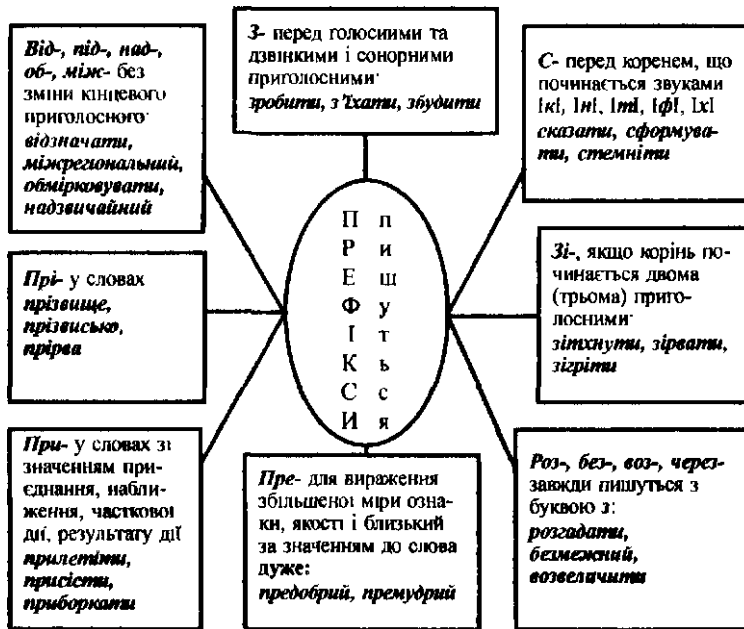 Від-, під-, над-,
об-, між- без
зміни кінцевого
приголосного:
відзначати,
міжрегіональний,
обмірковувати,
надзвичайний
З- перед голосними та
дзвінкими і сонорними
приголосними:
зробити, з'їхати, збудити
С- перед коренем, що
починається звуками
[к], [п], [т], [ф], [х]
сказати, сформува-
ти, стемніти
Прі- у словах
прізвище,
прізвисько,
прірва
ПРЕФІКСИ
пишуться
Зі-, якщо корінь по-
чинається двома
(трьома) приго-
лосними:
зітхнути, зірвати,
зігріти
При- у словах зі
значенням при-
єднання, набли-
ження, часткової
дії, результату дії
прилетіти,
присісти,
приборкати
Пре- для вираження
збільшеної міри озна-
ки, якості і близький
за значенням до слова
дуже:
предобрий, премудрий
Роз-, без-, воз-, через-
завжди пишуться з
буквою з:
розгадати,
безмежний,
возвеличити